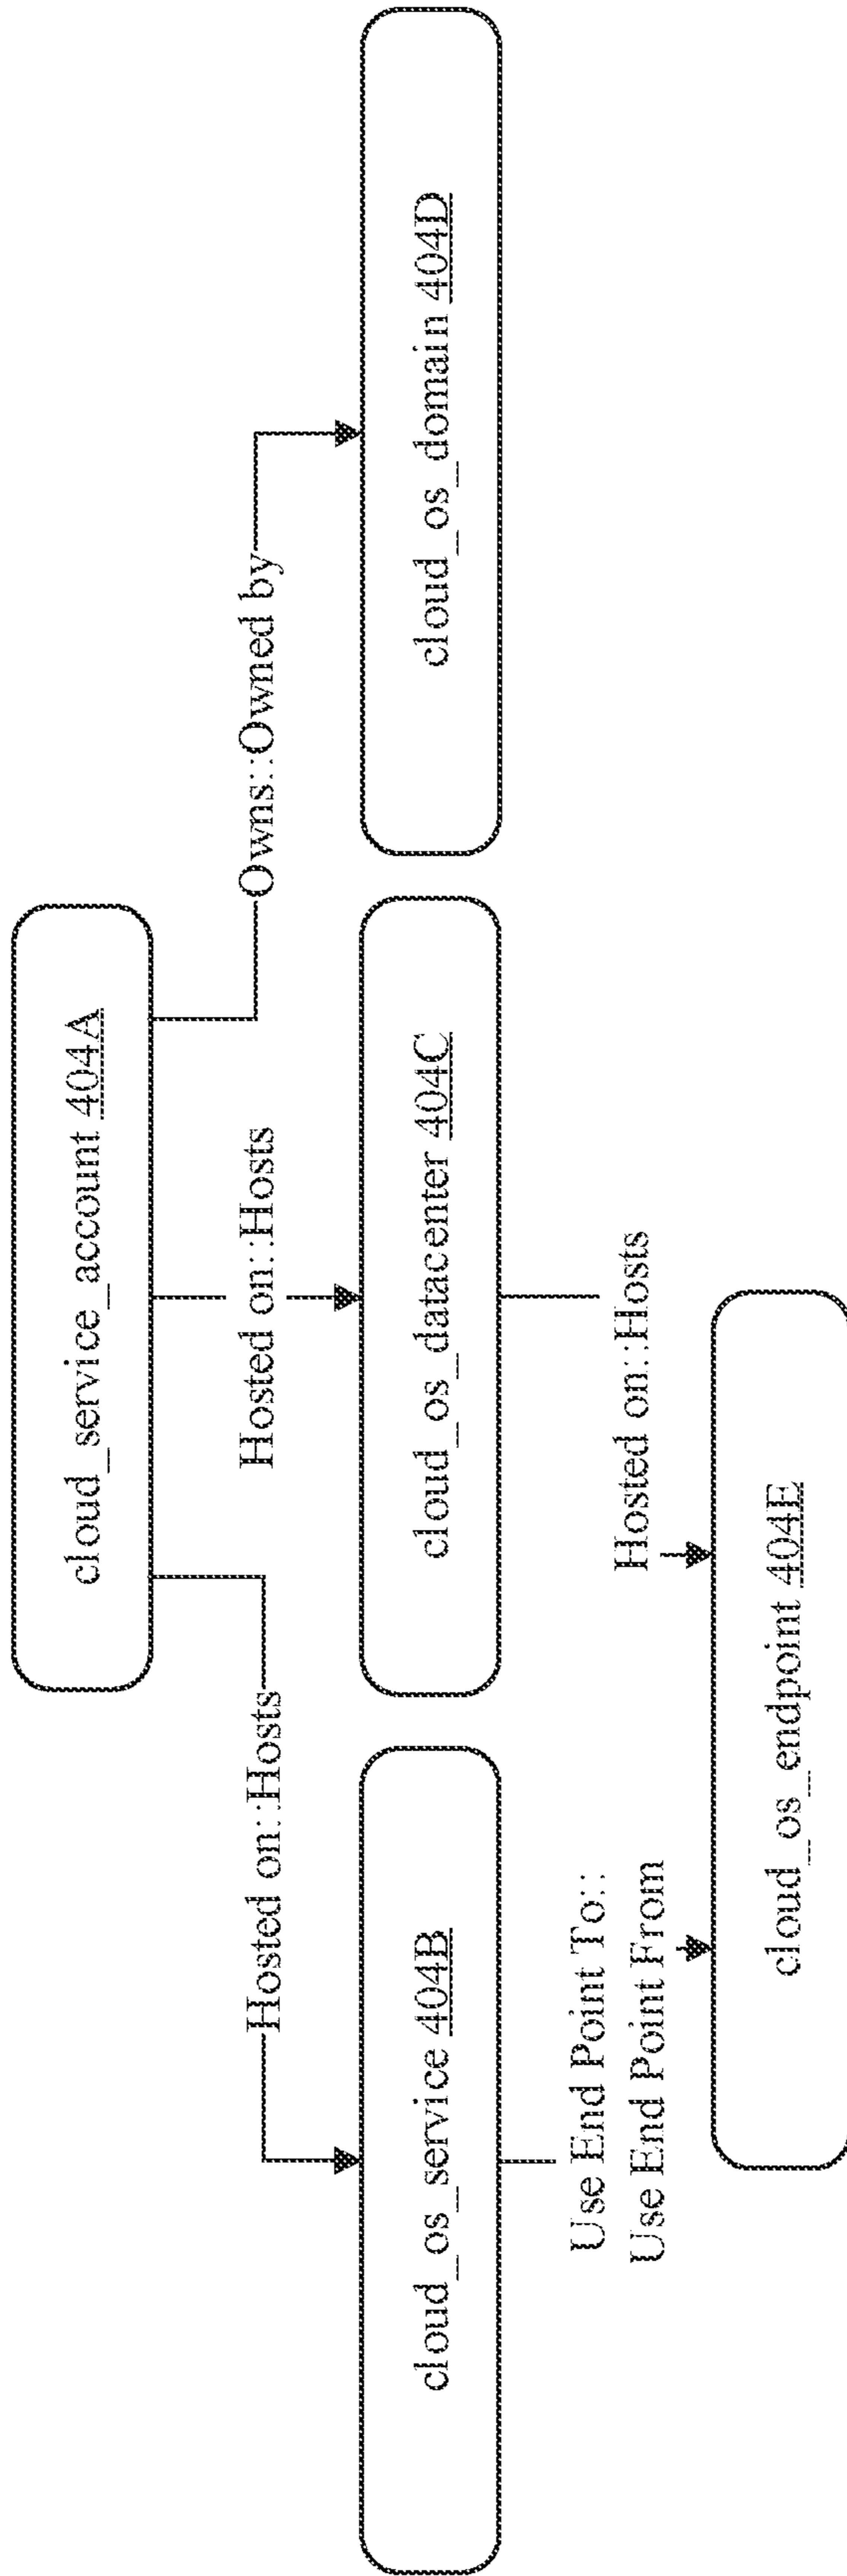 cloud_service_account 404A
Hosted on::Hosts
Hosted on::Hosts
Owns::Owned by
cloud_os_service 404B
cloud_os_datacenter 404C
cloud_os_domain 404D
Use End Point To::
Use End Point From
Hosted on::Hosts
cloud_os_endpoint 404E